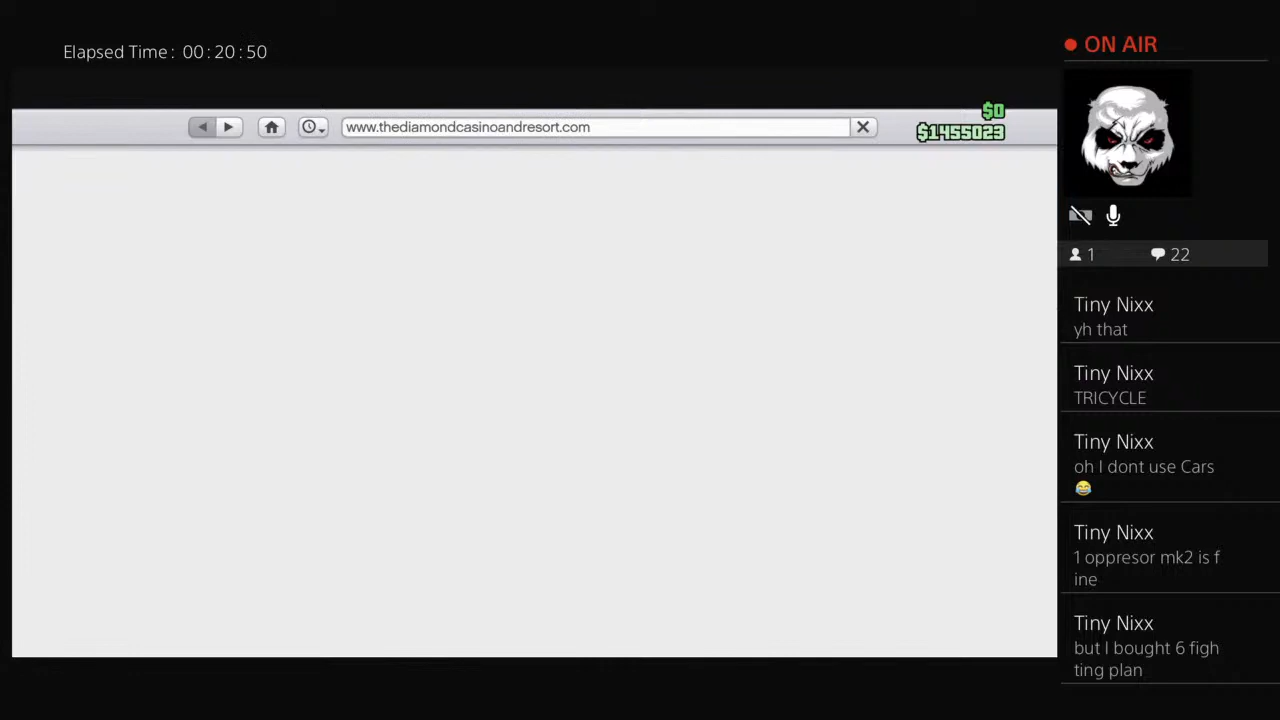 Elapsed Time: 00:20:50
ON AIR
www.thediamondcasinoandresort.com
$0
$1455023
1
22
Tiny Nixx
yh that
Tiny Nixx
TRICYCLE
Tiny Nixx
oh I dont use Cars
😂
Tiny Nixx
1 oppresor mk2 is f
ine
Tiny Nixx
but I bought 6 figh
ting plan